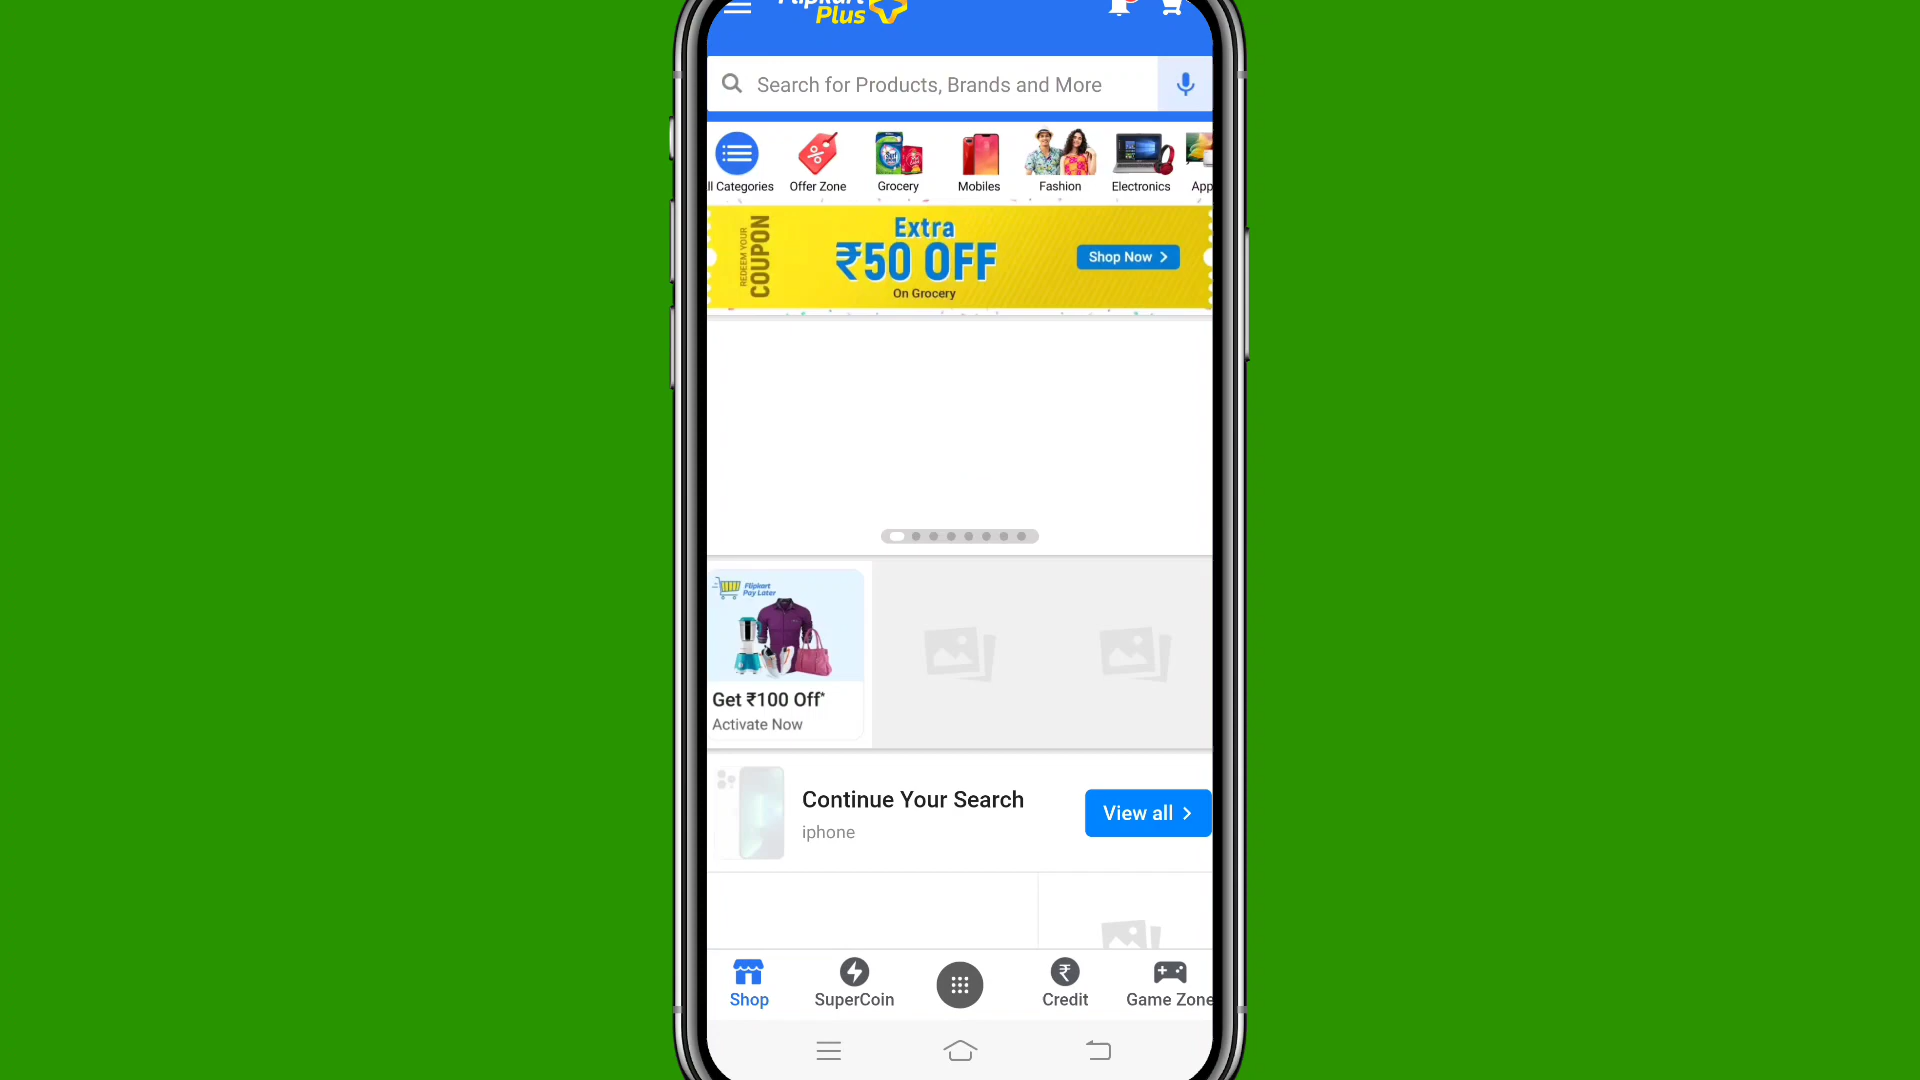 Flipkart
Plus
Search for Products, Brands and More
ll Categories
Offer Zone
Grocery
Mobiles
Fashion
Electronics
App
REDEEM YOUR
COUPON
Extra
₹50 OFF
On Grocery
Shop Now
Flipkart
Pay Later
Get ₹100 Off*
Activate Now
Continue Your Search
iphone
View all
Shop
SuperCoin
Credit
Game Zone